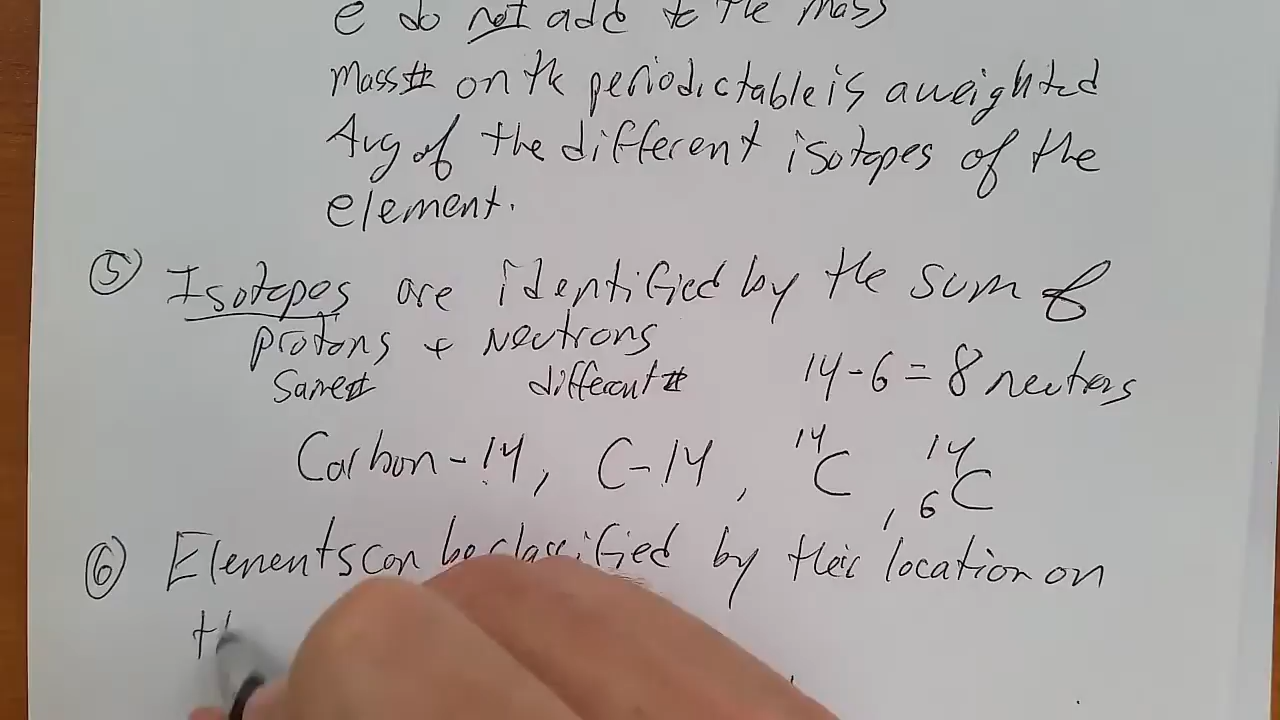 e do not add to the mass
mass# on the periodic table is a weighted
Avg of the different isotopes of the
element.
⑤ Isotopes are identified by the sum of
protons + Neutrons
same# different# 14-6=8 neutrons
Carbon-14, C-14, ¹⁴C, ¹⁴₆C
⑥ Elements can be classified by their location on
th